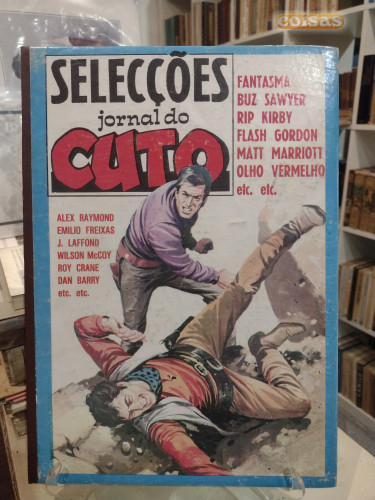 coisas
SELECÇÕES
jornal do
CUTO
FANTASMA
BUZ SAWYER
RIP KIRBY
FLASH GORDON
MATT MARRIOTT
OLHO VERMELHO
etc. etc.
ALEX RAYMOND
EMILIO FREIXAS
J. LAFFOND
WILSON McCOY
ROY CRANE
DAN BARRY
etc. etc.